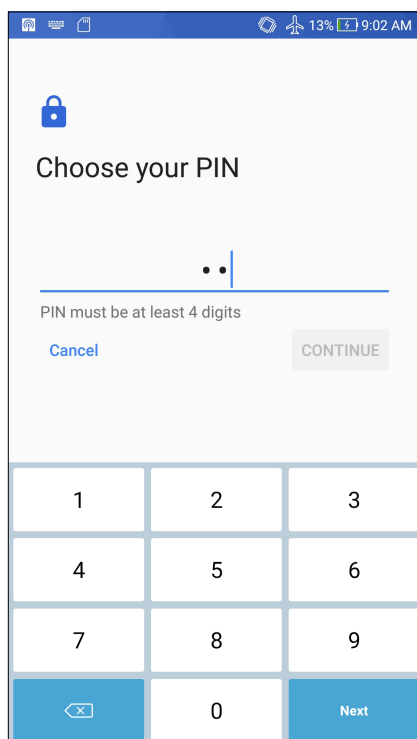 13% 9:02 AM
Choose your PIN
••
PIN must be at least 4 digits
Cancel CONTINUE
1 2 3
4 5 6
7 8 9
0 Next